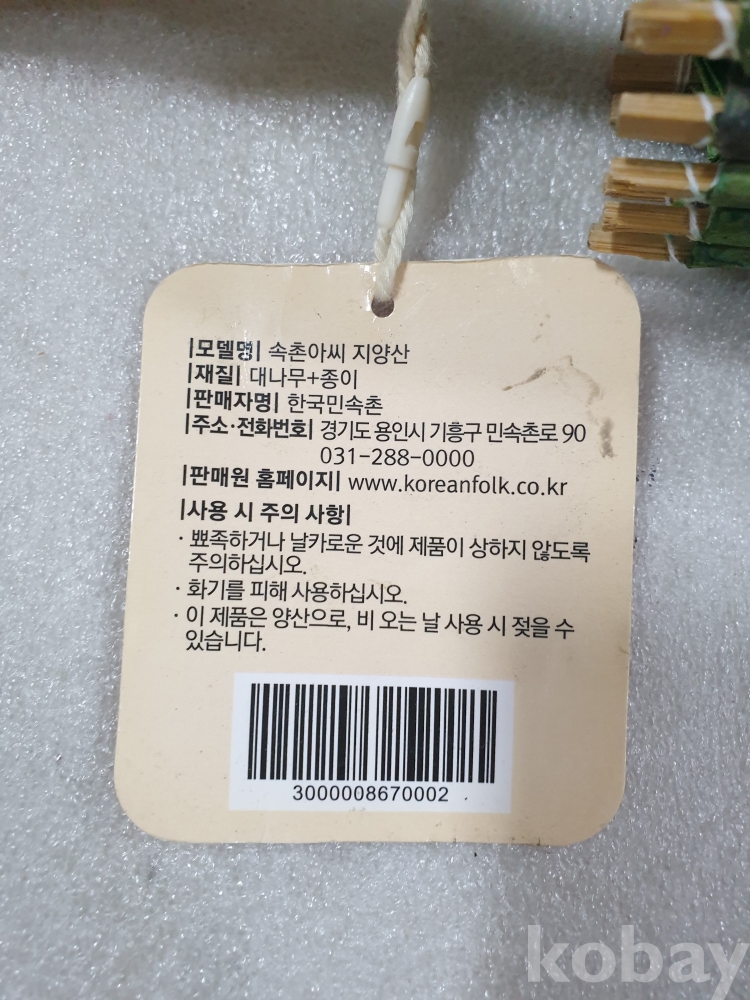 |모델명| 속촌아씨 지양산
|재질| 대나무+종이
|판매자명| 한국민속촌
|주소·전화번호| 경기도 용인시 기흥구 민속촌로 90
031-288-0000
|판매원 홈페이지| www.koreanfolk.co.kr
|사용 시 주의 사항|
· 뾰족하거나 날카로운 것에 제품이 상하지 않도록
주의하십시오.
· 화기를 피해 사용하십시오.
· 이 제품은 양산으로, 비 오는 날 사용 시 젖을 수
있습니다.
3000008670002
kobay